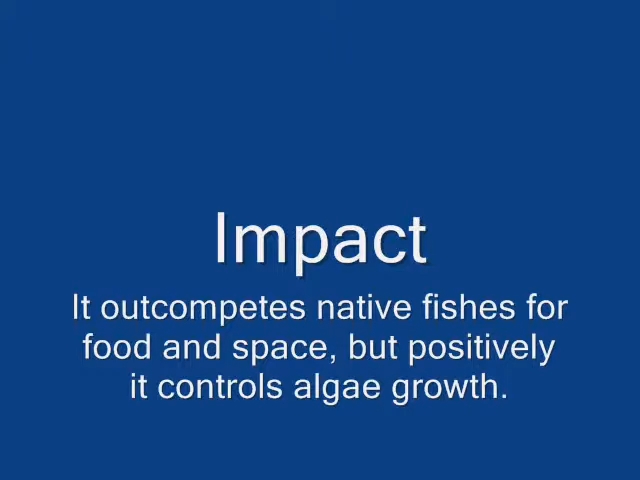 Impact
It outcompetes native fishes for
food and space, but positively
it controls algae growth.